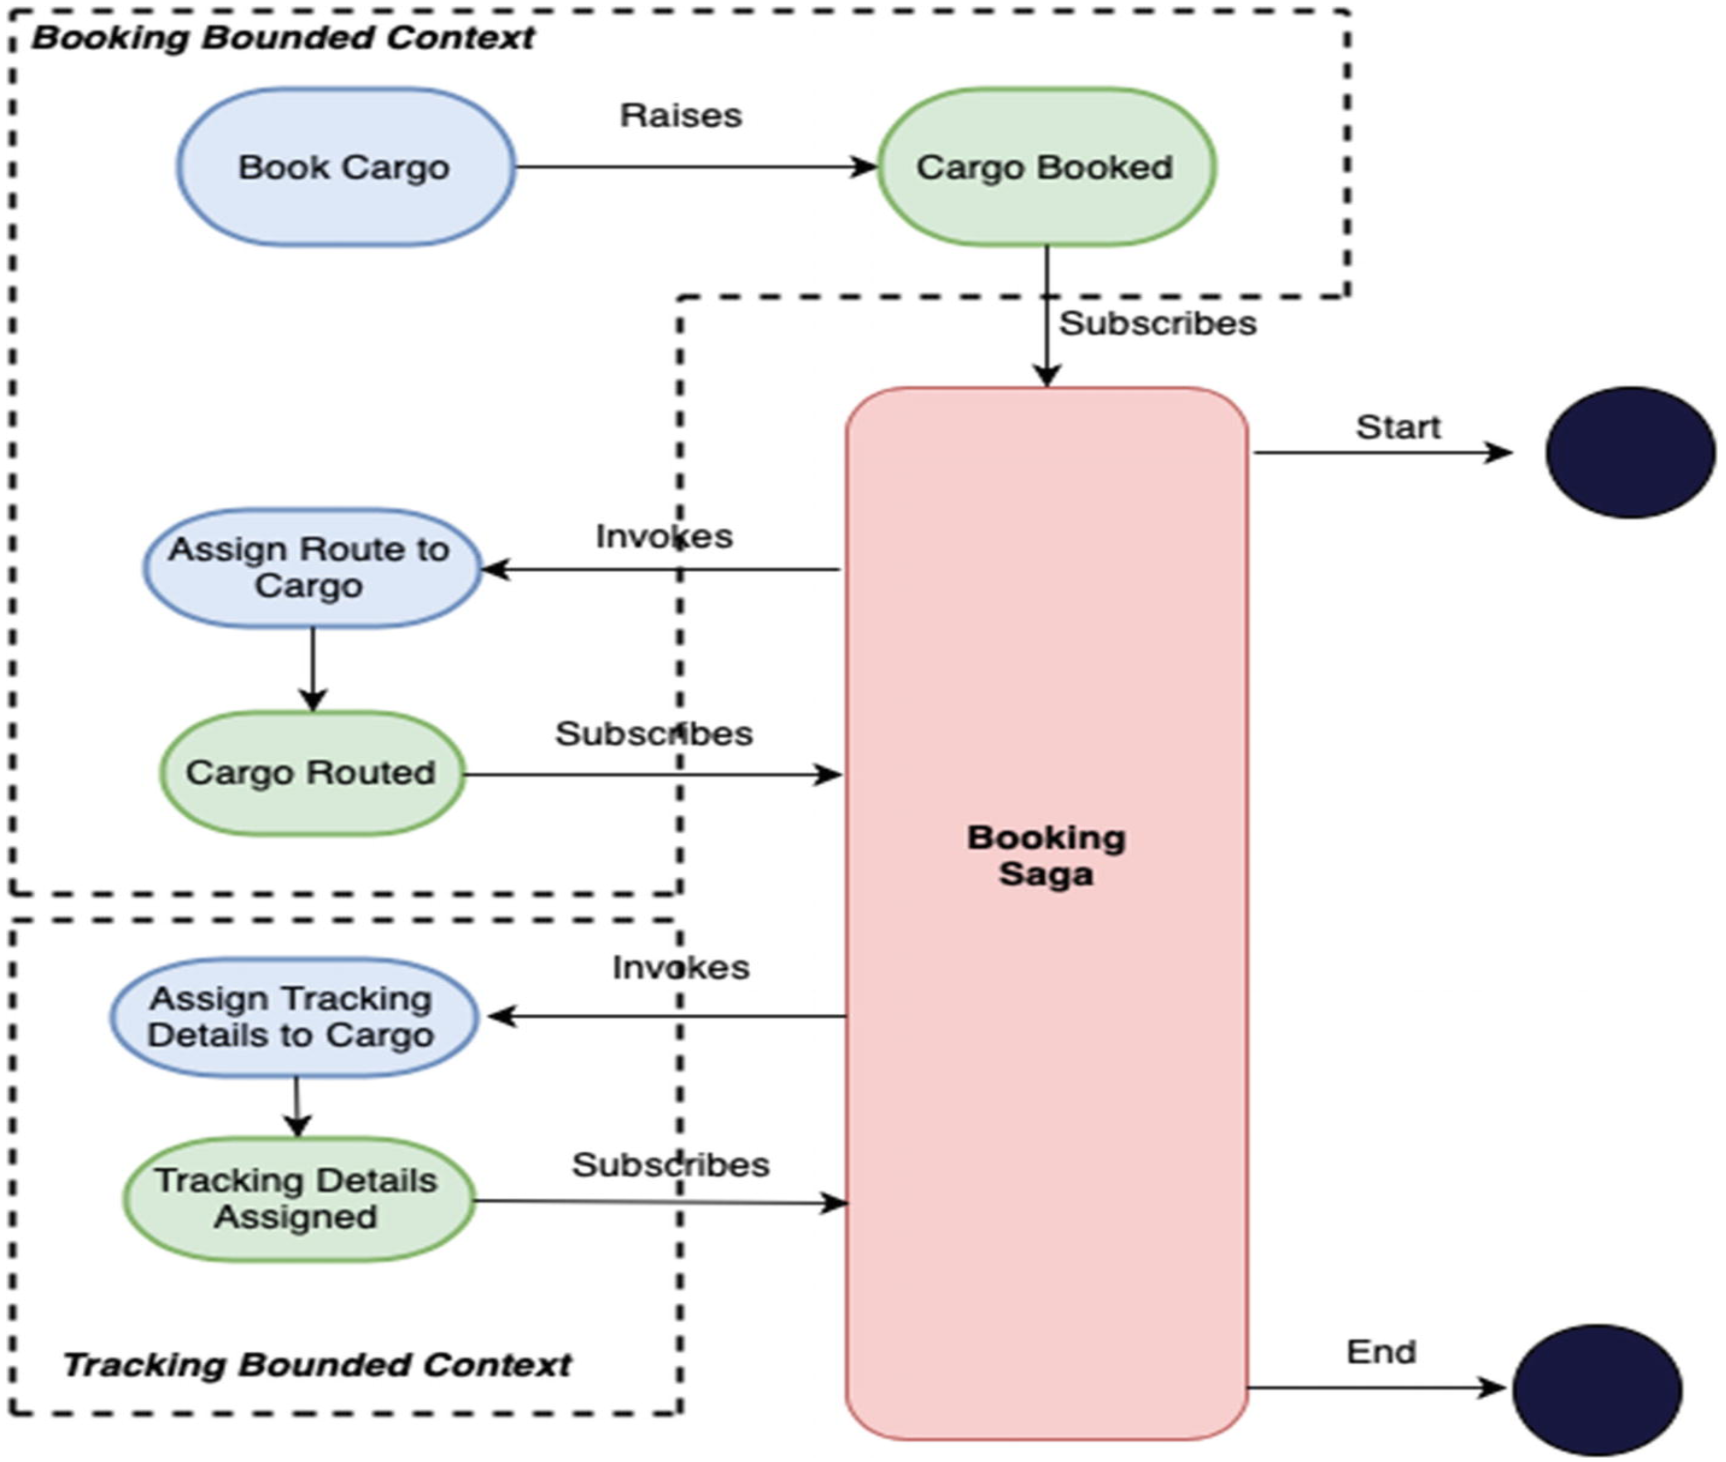 Booking Bounded Context
Raises
Book Cargo
Cargo Booked
Subscribes
Start
Invokes
Assign Route to
Cargo
Subscribes
Cargo Routed
Booking
Saga
Invokes
Assign Tracking
Details to Cargo
Subscribes
Tracking Details
Assigned
End
Tracking Bounded Context